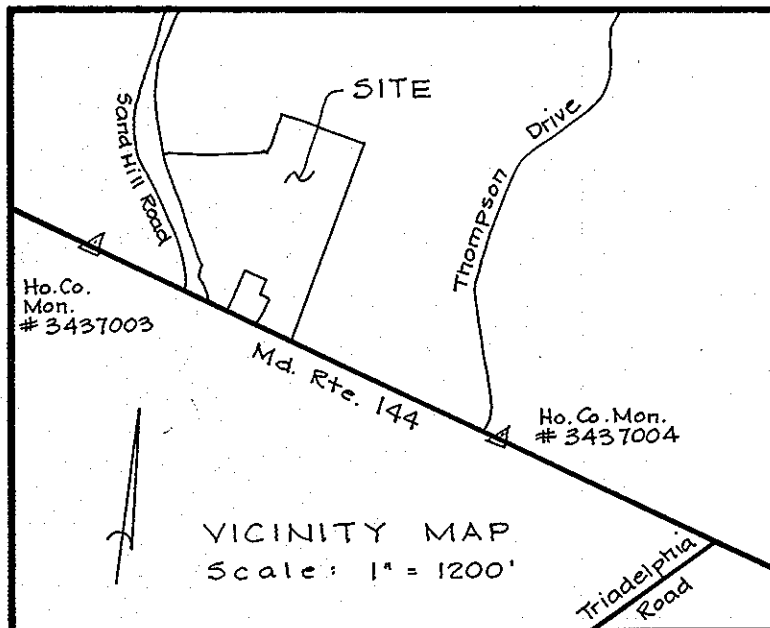 SITE
Sand Hill Road
Thompson Drive
Ho.Co.
Mon.
# 3437003
Md. Rte. 144
Ho.Co.Mon.
# 3437004
VICINITY MAP
Scale: 1" = 1200'
Triadelphia
Road